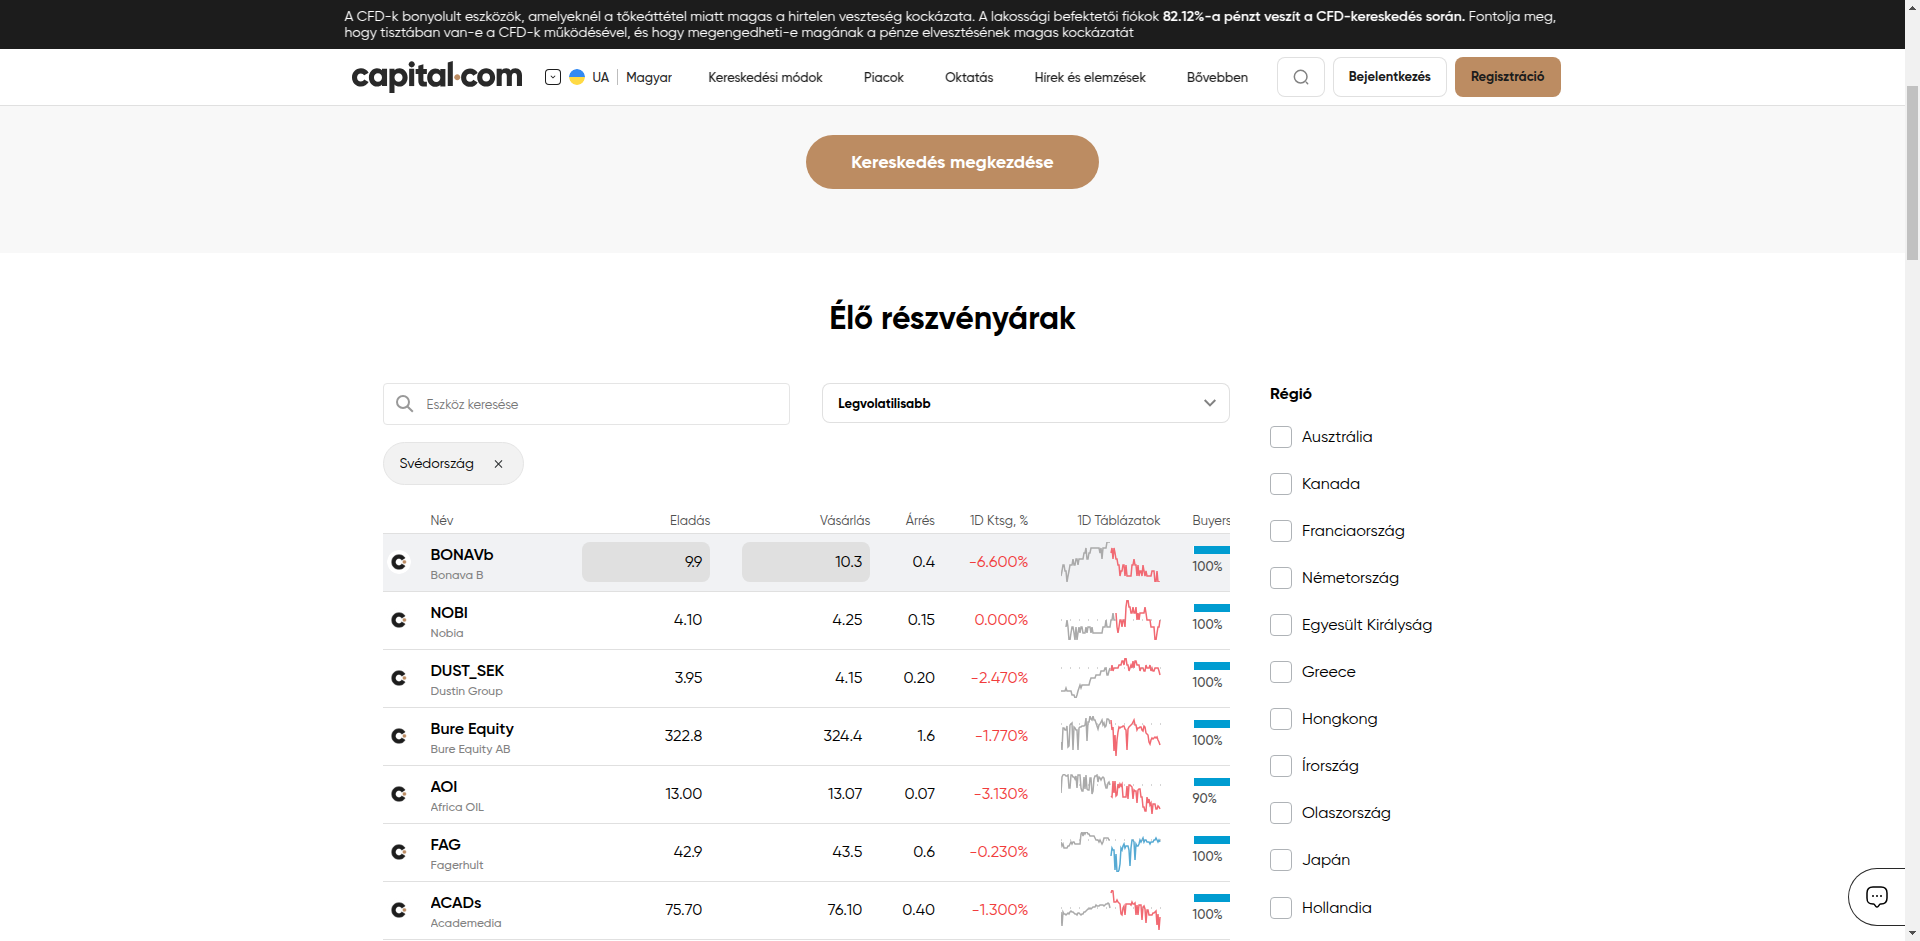 A CFD-k bonyolult eszközök, amelyeknél a tőkeáttétel miatt magas a hirtelen veszteség kockázata. A lakossági befektetői fiókok 82.12%-a pénzt veszít a CFD-kereskedés során. Fontolja meg,
hogy tisztában van-e a CFD-k működésével, és hogy megengedheti-e magának a pénze elvesztésének magas kockázatát
capital.com UA Magyar Kereskedési módok Piacok Oktatás Hírek és elemzések Bővebben Bejelentkezés Regisztráció
Kereskedés megkezdése
Élő részvényárak
Eszköz keresése
Legvolatilisabb
Svédország
Név Eladás Vásárlás Árrés 1D Ktsg, % 1D Táblázatok Buyers
BONAVb 9.9 10.3 0.4 -6.600% 100%
Bonava B
NOBI 4.10 4.25 0.15 0.000% 100%
Nobia
DUST_SEK 3.95 4.15 0.20 -2.470% 100%
Dustin Group
Bure Equity 322.8 324.4 1.6 -1.770% 100%
Bure Equity AB
AOI 13.00 13.07 0.07 -3.130% 90%
Africa OIL
FAG 42.9 43.5 0.6 -0.230% 100%
Fagerhult
ACADs 75.70 76.10 0.40 -1.300% 100%
Academedia
Régió
Ausztrália
Kanada
Franciaország
Németország
Egyesült Királyság
Greece
Hongkong
Írország
Olaszország
Japán
Hollandia